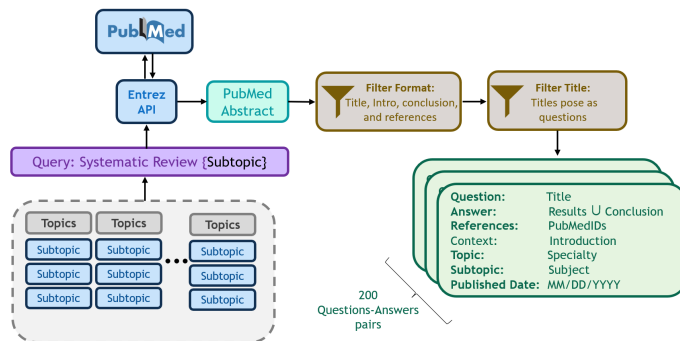 PubMed
Entrez
API
PubMed
Abstract
Filter Format:
Title, Intro, conclusion,
and references
Filter Title:
Titles pose as
questions
Query: Systematic Review {Subtopic}
Topics Topics Topics
Subtopic Subtopic Subtopic
Subtopic Subtopic Subtopic
Subtopic Subtopic Subtopic
Question: Title
Answer: Results ∪ Conclusion
References: PubMedIDs
Context: Introduction
Topic: Specialty
Subtopic: Subject
Published Date: MM/DD/YYYY
200
Questions-Answers
pairs